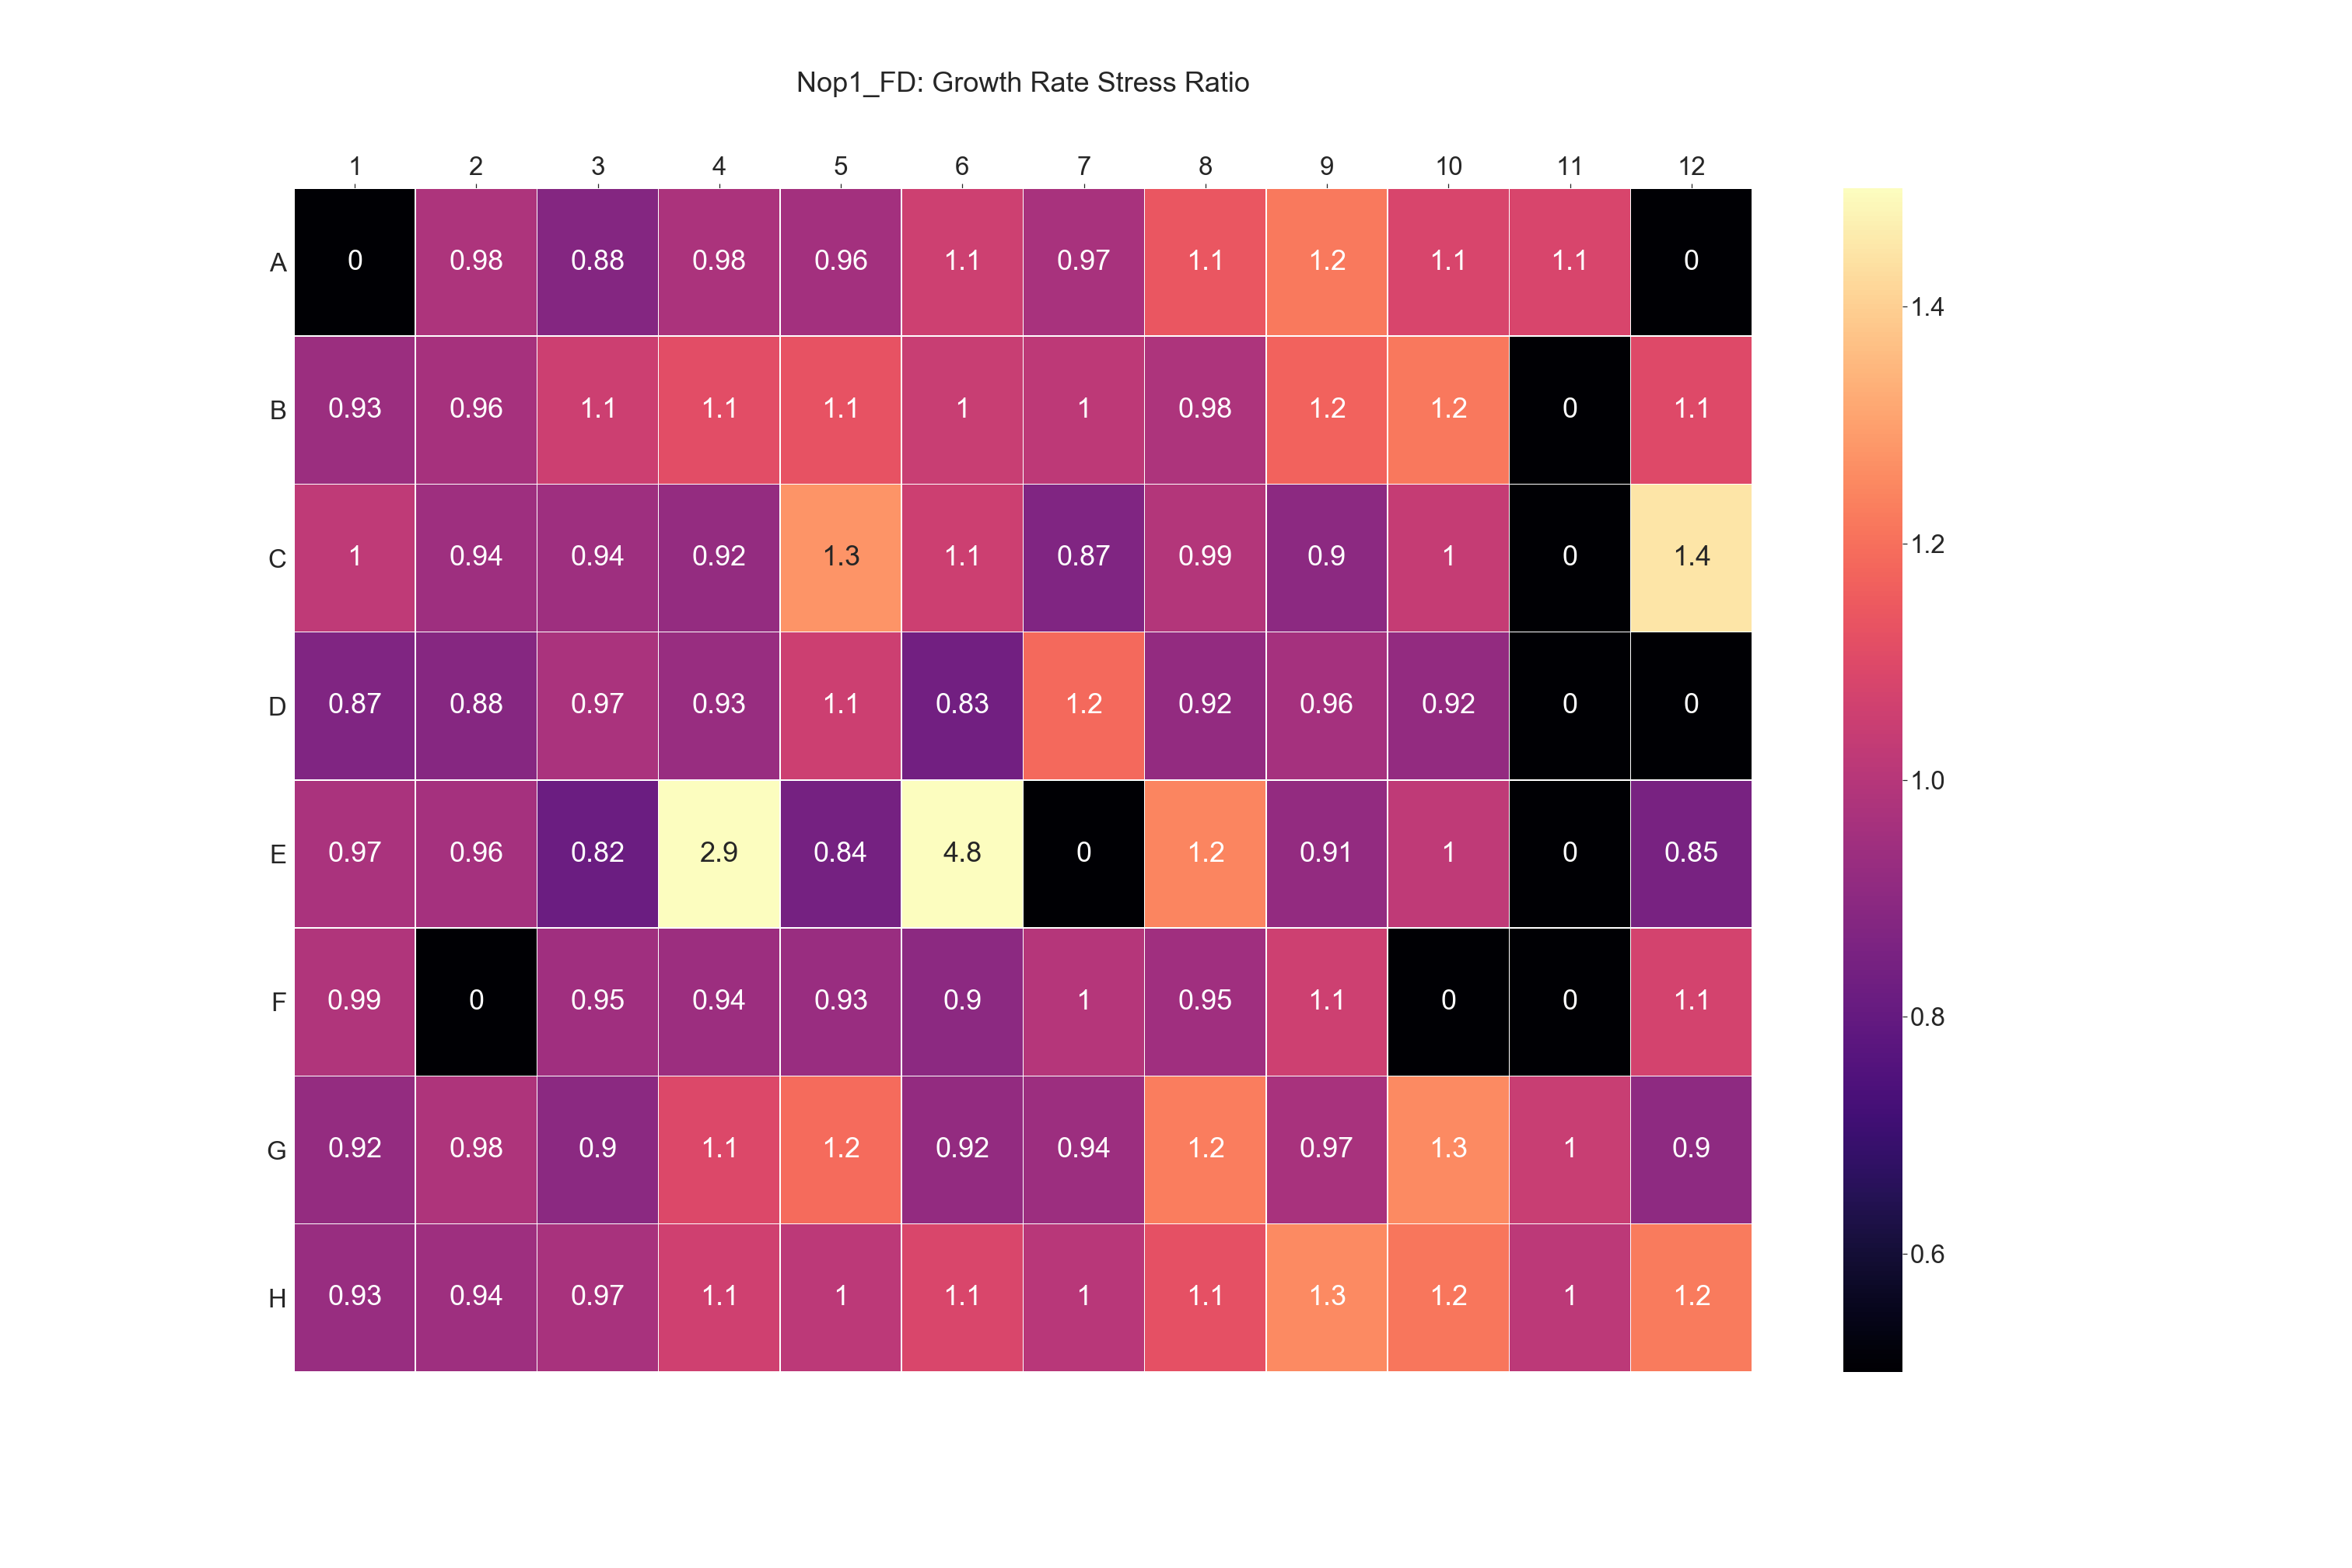 Nop1_FD: Growth Rate Stress Ratio
1 2 3 4 5 6 7 8 9 10 11 12
A 0 0.98 0.88 0.98 0.96 1.1 0.97 1.1 1.2 1.1 1.1 0
B 0.93 0.96 1.1 1.1 1.1 1 1 0.98 1.2 1.2 0 1.1
C 1 0.94 0.94 0.92 1.3 1.1 0.87 0.99 0.9 1 0 1.4
D 0.87 0.88 0.97 0.93 1.1 0.83 1.2 0.92 0.96 0.92 0 0
E 0.97 0.96 0.82 2.9 0.84 4.8 0 1.2 0.91 1 0 0.85
F 0.99 0 0.95 0.94 0.93 0.9 1 0.95 1.1 0 0 1.1
G 0.92 0.98 0.9 1.1 1.2 0.92 0.94 1.2 0.97 1.3 1 0.9
H 0.93 0.94 0.97 1.1 1 1.1 1 1.1 1.3 1.2 1 1.2
1.4
1.2
1.0
0.8
0.6